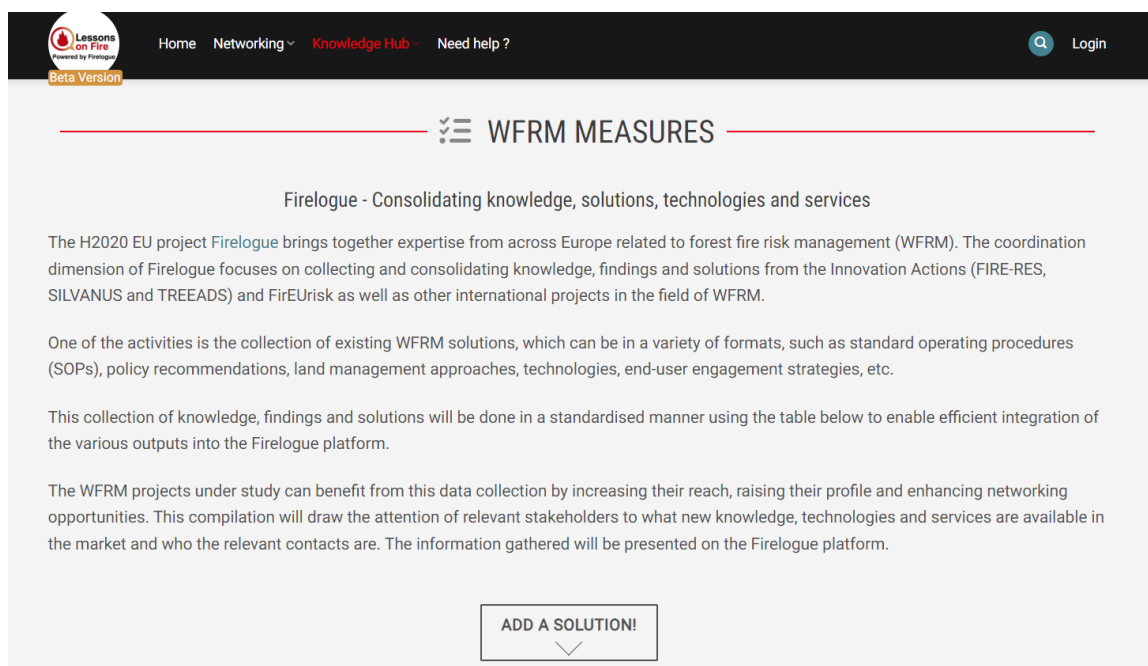 Lessons
on Fire
Powered by Firelogue
Beta Version
Home Networking Knowledge Hub Need help ? Login
WFRM MEASURES
Firelogue - Consolidating knowledge, solutions, technologies and services
The H2020 EU project Firelogue brings together expertise from across Europe related to forest fire risk management (WFRM). The coordination
dimension of Firelogue focuses on collecting and consolidating knowledge, findings and solutions from the Innovation Actions (FIRE-RES,
SILVANUS and TREEADS) and FirEUrisk as well as other international projects in the field of WFRM.
One of the activities is the collection of existing WFRM solutions, which can be in a variety of formats, such as standard operating procedures
(SOPs), policy recommendations, land management approaches, technologies, end-user engagement strategies, etc.
This collection of knowledge, findings and solutions will be done in a standardised manner using the table below to enable efficient integration of
the various outputs into the Firelogue platform.
The WFRM projects under study can benefit from this data collection by increasing their reach, raising their profile and enhancing networking
opportunities. This compilation will draw the attention of relevant stakeholders to what new knowledge, technologies and services are available in
the market and who the relevant contacts are. The information gathered will be presented on the Firelogue platform.
ADD A SOLUTION!